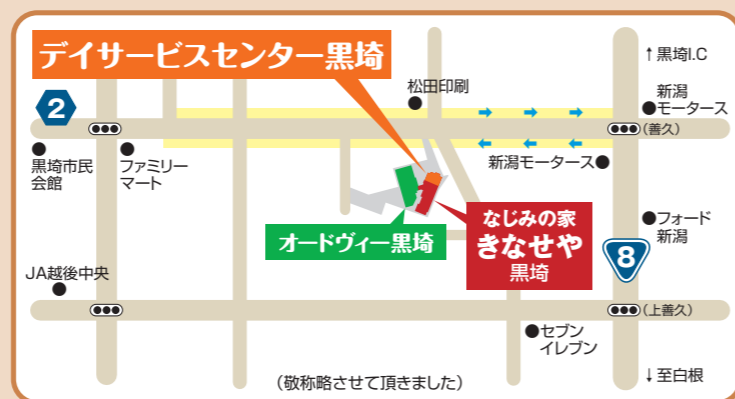 デイサービスセンター黒埼
↑黒埼I.C
2
松田印刷
新潟
モータース
(善久)
黒埼市民
会館
ファミリー
マート
新潟モータース
オードヴィー黒埼
なじみの家
きなせや
黒埼
フォード
新潟
8
JA越後中央
(上善久)
セブン
イレブン
(敬称略させて頂きました)
↓至白根